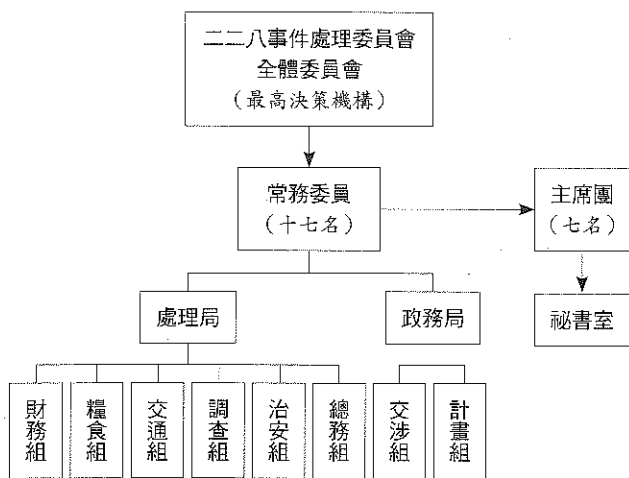 二二八事件處理委員會
全體委員會
（最高決策機構）
常務委員
（十七名）
主席團
（七名）
處理局
政務局
祕書室
財務組
糧食組
交通組
調查組
治安組
總務組
交涉組
計畫組